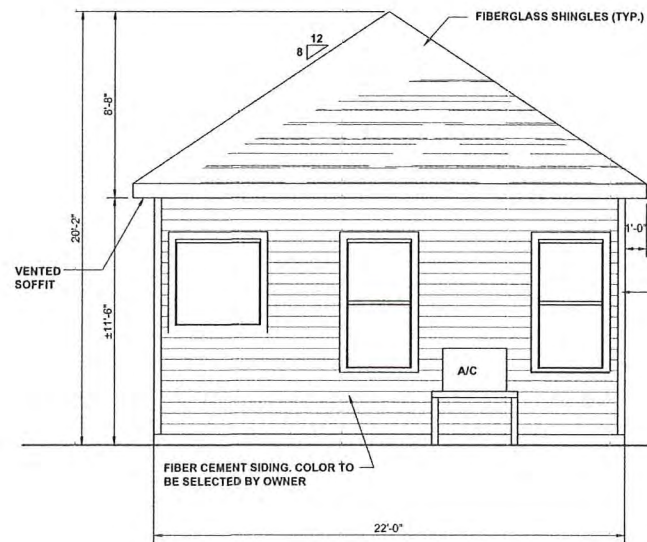 FIBERGLASS SHINGLES (TYP.)
12
8
8'-8"
20'-2"
1'-0"
VENTED
SOFFIT
±11'-6"
A/C
FIBER CEMENT SIDING. COLOR TO
BE SELECTED BY OWNER
22'-0"